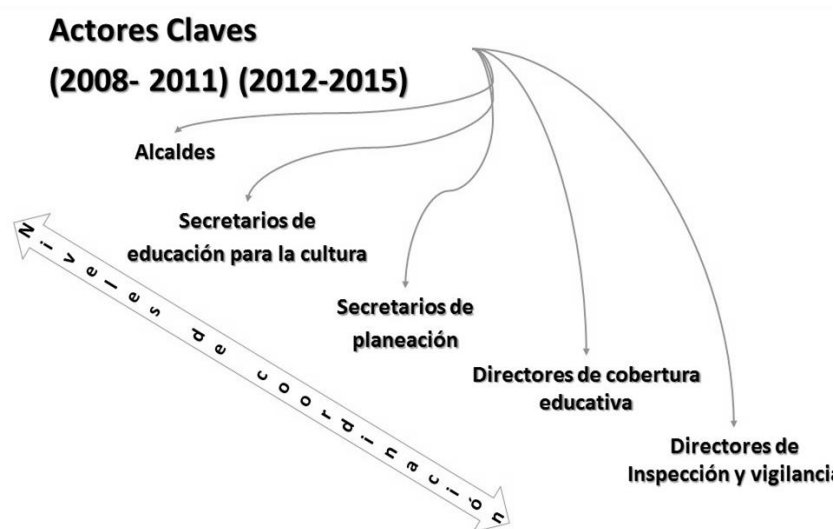 Actores Claves
(2008- 2011) (2012-2015)
Alcaldes
Secretarios de
educación para la cultura
Secretarios de
planeación
Directores de cobertura
educativa
Directores de
Inspección y vigilancia
Niveles de coordinación